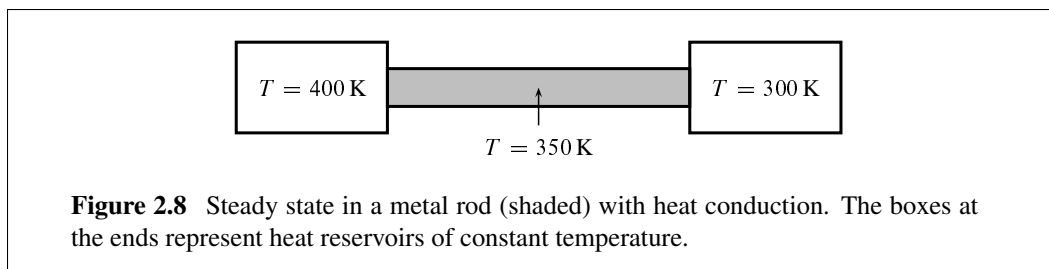 T = 400 K
T = 300 K
T = 350 K
Figure 2.8 Steady state in a metal rod (shaded) with heat conduction. The boxes at
the ends represent heat reservoirs of constant temperature.